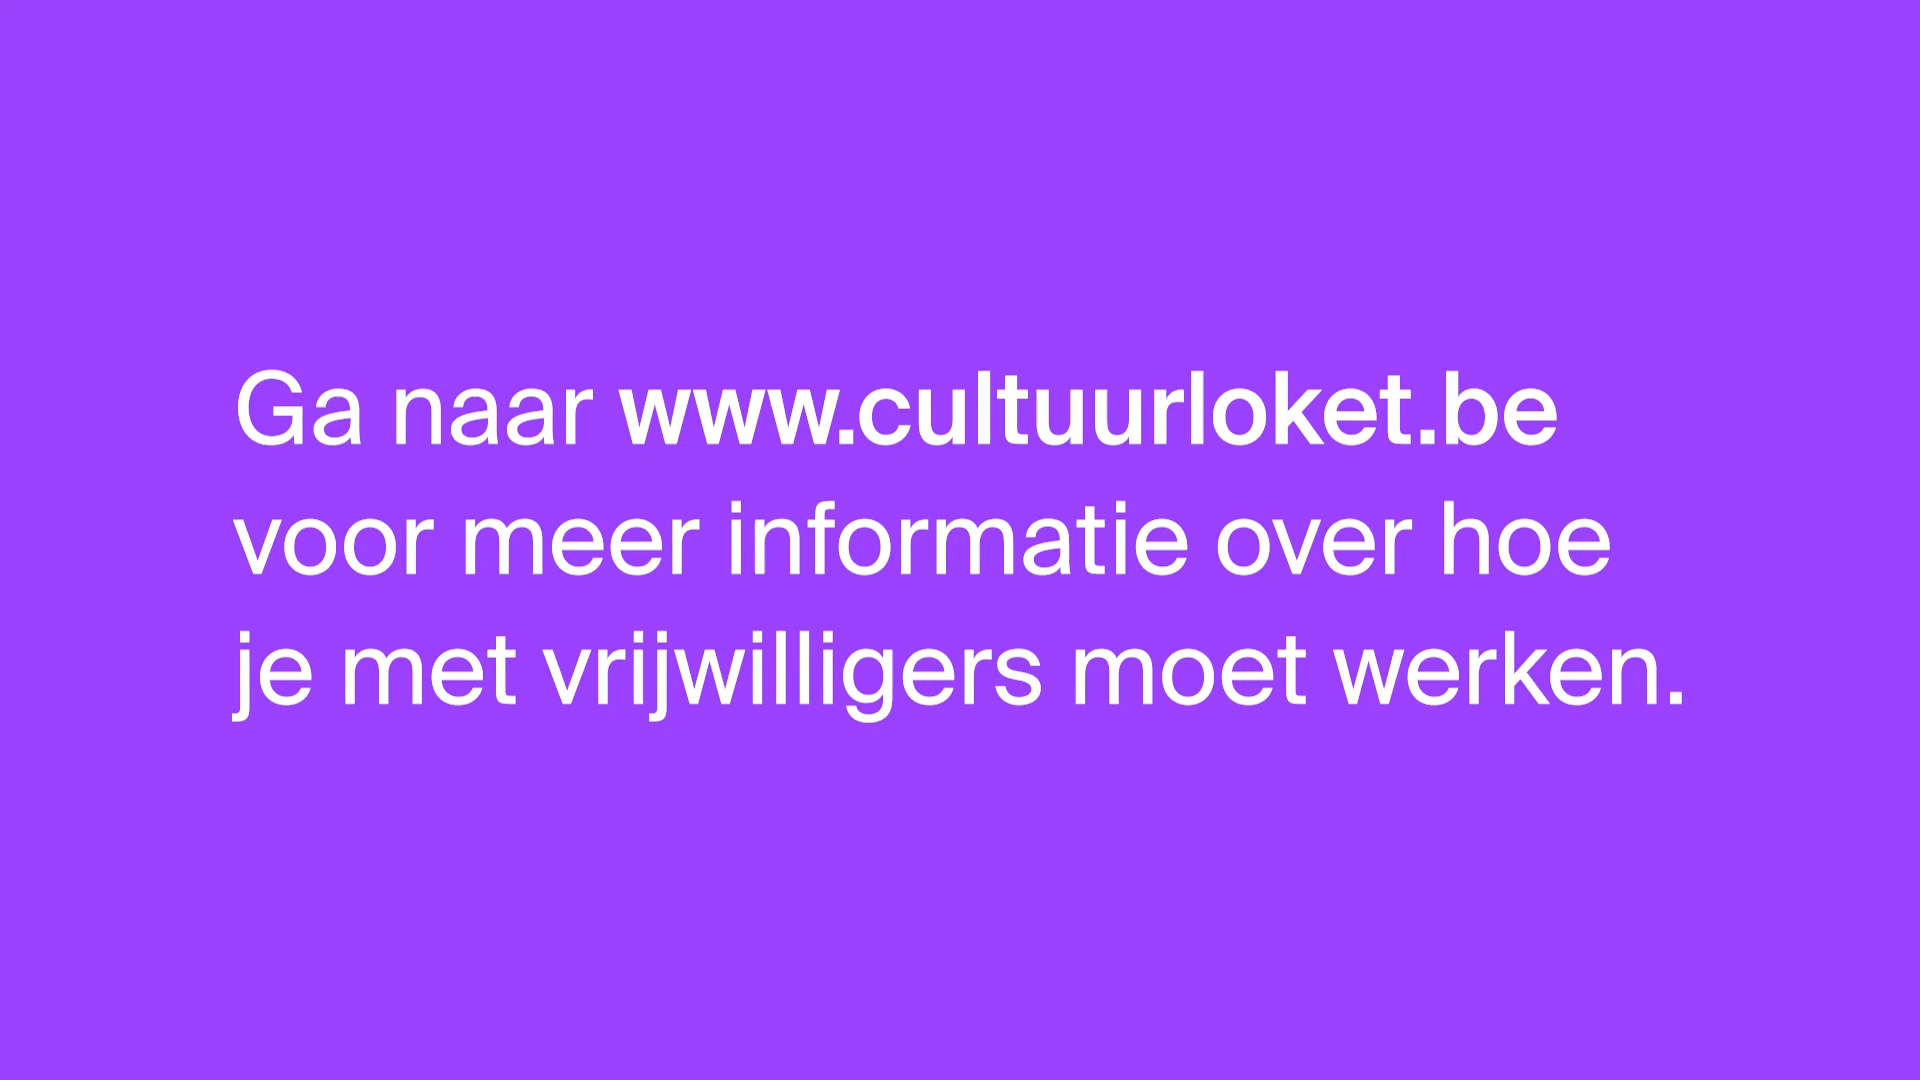 Ga naar www.cultuurloket.be
voor meer informatie over hoe
je met vrijwilligers moet werken.